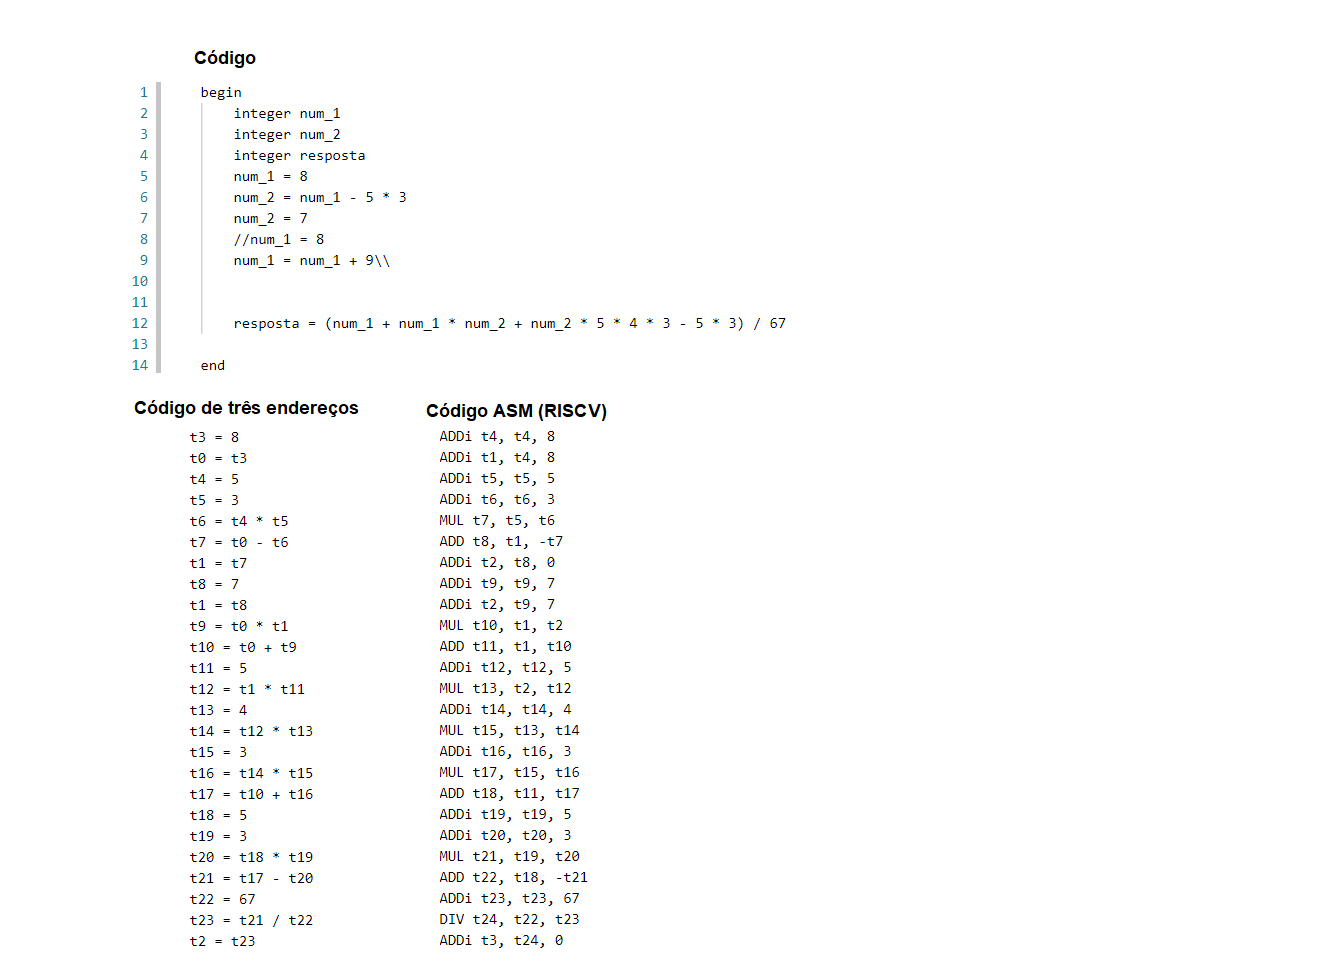 Código
1 begin
2 integer num_1
3 integer num_2
4 integer resposta
5 num_1 = 8
6 num_2 = num_1 - 5 * 3
7 num_2 = 7
8 //num_1 = 8
9 num_1 = num_1 + 9\\
10
11
12 resposta = (num_1 + num_1 * num_2 + num_2 * 5 * 4 * 3 - 5 * 3) / 67
13
14 end
Código de três endereços
t3 = 8
t0 = t3
t4 = 5
t5 = 3
t6 = t4 * t5
t7 = t0 - t6
t1 = t7
t8 = 7
t1 = t8
t9 = t0 * t1
t10 = t0 + t9
t11 = 5
t12 = t1 * t11
t13 = 4
t14 = t12 * t13
t15 = 3
t16 = t14 * t15
t17 = t10 + t16
t18 = 5
t19 = 3
t20 = t18 * t19
t21 = t17 - t20
t22 = 67
t23 = t21 / t22
t2 = t23
Código ASM (RISCV)
ADDi t4, t4, 8
ADDi t1, t4, 8
ADDi t5, t5, 5
ADDi t6, t6, 3
MUL t7, t5, t6
ADD t8, t1, -t7
ADDi t2, t8, 0
ADDi t9, t9, 7
ADDi t2, t9, 7
MUL t10, t1, t2
ADD t11, t1, t10
ADDi t12, t12, 5
MUL t13, t2, t12
ADDi t14, t14, 4
MUL t15, t13, t14
ADDi t16, t16, 3
MUL t17, t15, t16
ADD t18, t11, t17
ADDi t19, t19, 5
ADDi t20, t20, 3
MUL t21, t19, t20
ADD t22, t18, -t21
ADDi t23, t23, 67
DIV t24, t22, t23
ADDi t3, t24, 0